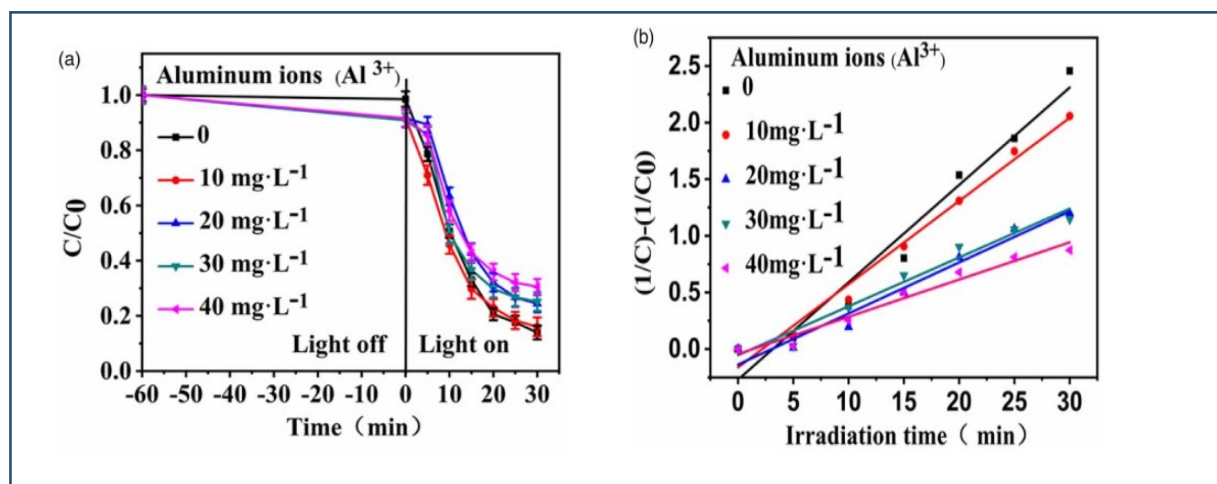 (a)
Aluminum ions (Al 3+)
0
10 mg·L−1
20 mg·L−1
30 mg·L−1
40 mg·L−1
Light off
Light on
C/C0
1.0
0.8
0.6
0.4
0.2
0.0
-60 -50 -40 -30 -20 -10 0 10 20 30
Time (min)
(b)
Aluminum ions (Al3+)
0
10mg·L−1
20mg·L−1
30mg·L−1
40mg·L−1
(1/C)-(1/C0)
2.5
2.0
1.5
1.0
0.5
0.0
0 5 10 15 20 25 30
Irradiation time ( min)